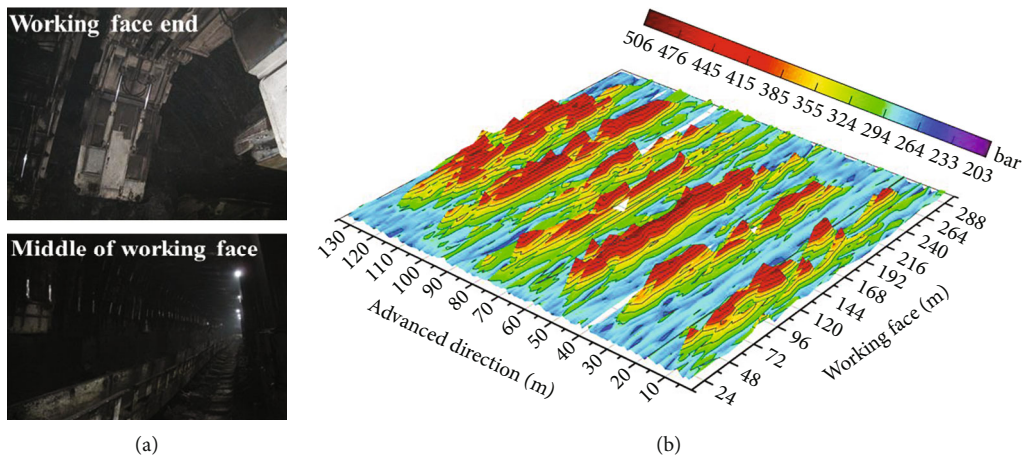 Working face end
Middle of working face
(a)
506 476 445 415 385 355 324 294 264 233 203
bar
130 120 110 100 90 80 70 60 50 40 30 20 10
Advanced direction (m)
24 48 72 96 120 144 168 192 216 240 264 288
Working face (m)
(b)